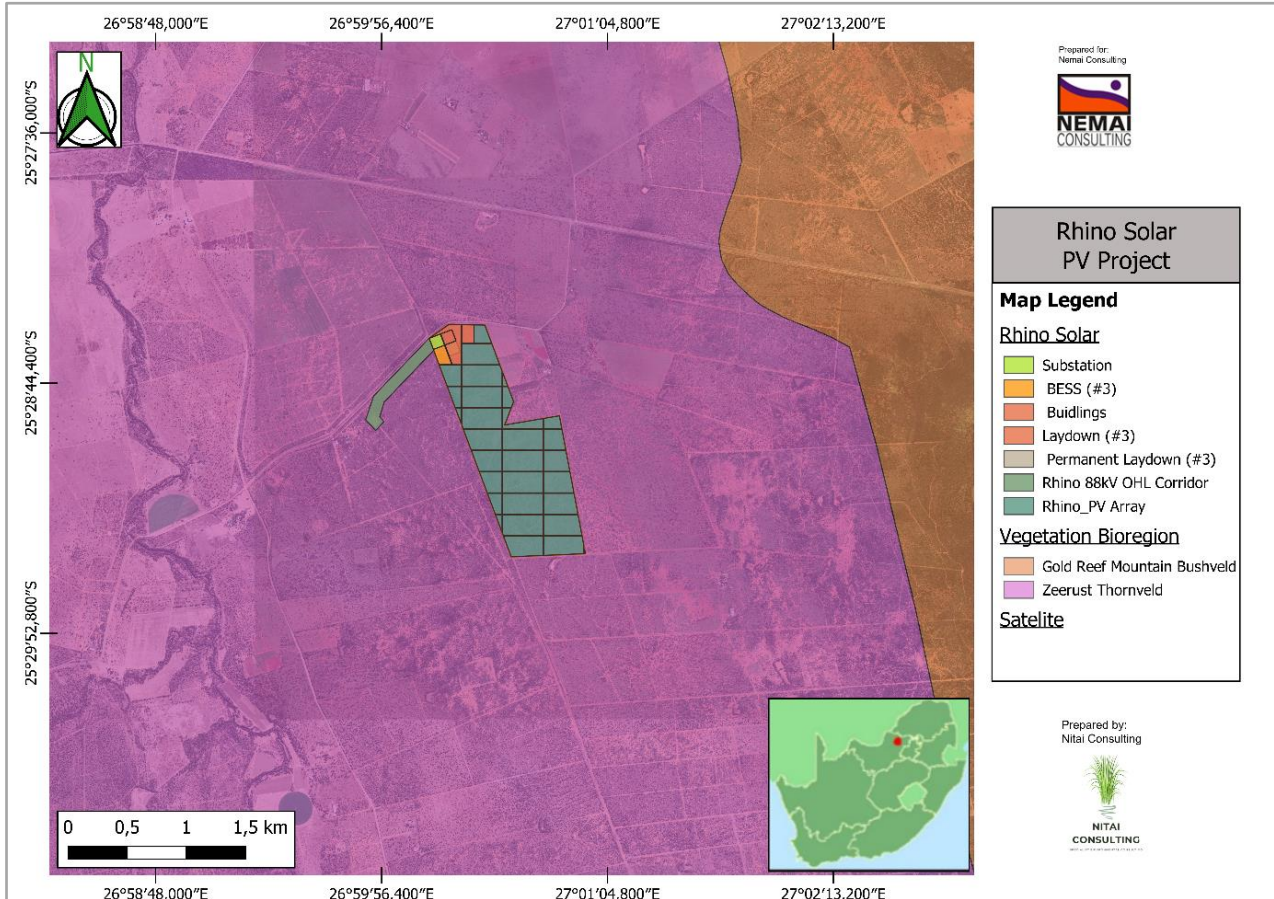 26°58'48,000"E 26°59'56,400"E 27°01'04,800"E 27°02'13,200"E
N
25°27'36,000"S
25°28'44,400"S
25°29'52,800"S
0 0,5 1 1,5 km
26°58'48,000"E 26°59'56,400"E 27°01'04,800"E 27°02'13,200"E
Prepared for:
Nemai Consulting
NEMAI
CONSULTING
Rhino Solar
PV Project
Map Legend
Rhino Solar
Substation
BESS (#3)
Buidlings
Laydown (#3)
Permanent Laydown (#3)
Rhino 88kV OHL Corridor
Rhino_PV Array
Vegetation Bioregion
Gold Reef Mountain Bushveld
Zeerust Thornveld
Satelite
Prepared by:
Nitai Consulting
NITAI
CONSULTING